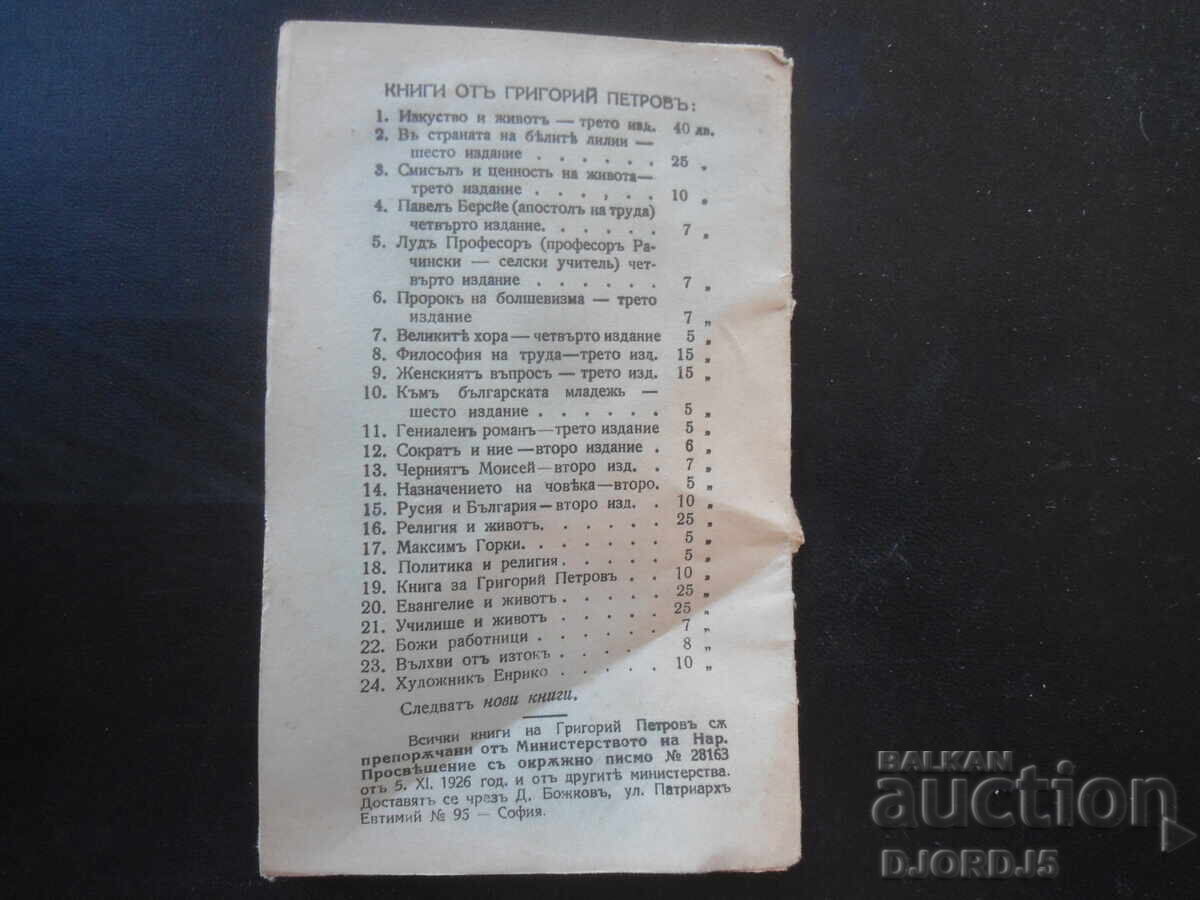 КНИГИ ОТЪ ГРИГОРИЙ ПЕТРОВЪ:
1. Изкуство и животъ — трето изд. 40 лв.
2. Въ страната на бѣлитѣ лилии —
шесто издание . . . . . . 25 „
3. Смисълъ и ценность на живота—
трето издание . . . , . . 10 „
4. Павелъ Берсйе (апостолъ на труда)
четвърто издание. . . . . . 7 „
5. Лудъ Професоръ (професоръ Ра-
чински — селски учитель) чет-
върто издание . . . . . . 7 „
6. Пророкъ на болшевизма — трето
издание 7 „
7. Великитѣ хора — четвърто издание 5 „
8. Философия на труда—трето изд. 15 „
9. Женскиятъ въпросъ — трето изд. 15 „
10. Къмъ българската младежь —
шесто издание . . . . . . 5 „
11. Гениаленъ романъ—трето издание 5 „
12. Сократъ и ние—второ издание . 6 „
13. Черниятъ Моисей—второ изд. . 7 „
14. Назначението на човѣка—второ. 5 „
15. Русия и България—второ изд. . 10 „
16. Религия и животъ. . . . . . 25 „
17. Максимъ Горки. . . . . . . 5 „
18. Политика и религия. . . . . 5 „
19. Книга за Григорий Петровъ . . 10 „
20. Евангелие и животъ . . . . . 25 „
21. Училише и животъ . . . . . 25 „
22. Божи работници . . . . . . 7 „
23. Вълхви отъ изтокъ . . . . . 8 „
24. Художникъ Енрико . . . . . 10 „
Следватъ нови книги.
Всички книги на Григорий Петровъ сѫ
препорѫчани отъ Министерството на Нар.
Просвѣшение съ окрѫжно писмо № 28163
отъ 5. XI. 1926 год. и отъ другитѣ министерства.
Доставятъ се чрезъ Д. Божковъ, ул. Патриархъ
Евтимий № 95 — София.
BALKAN
auction
DJORD_J5